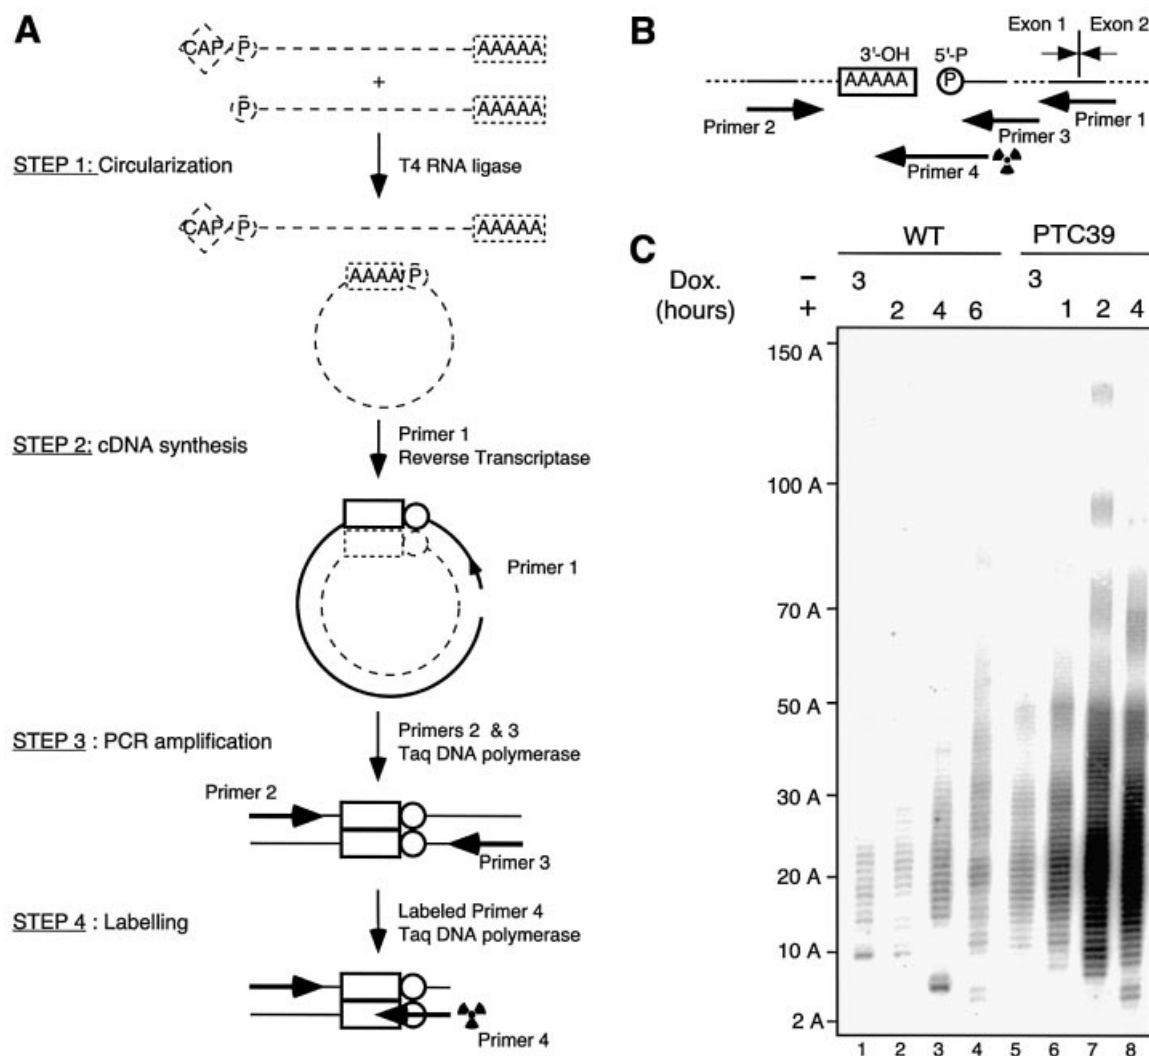 A
CAP P AAAAA
+
P AAAAA
STEP 1: Circularization
T4 RNA ligase
CAP P AAAAA
AAAA P
STEP 2: cDNA synthesis
Primer 1
Reverse Transcriptase
Primer 1
STEP 3 : PCR amplification
Primers 2 & 3
Taq DNA polymerase
Primer 2
Primer 3
STEP 4 : Labelling
Labeled Primer 4
Taq DNA polymerase
Primer 4
B
Exon 1 Exon 2
3'-OH 5'-P
AAAAA P
Primer 2
Primer 1
Primer 3
Primer 4
C
WT PTC39
Dox. - 3 3
(hours) + 2 4 6 1 2 4
150 A
100 A
70 A
50 A
30 A
20 A
10 A
2 A
1 2 3 4 5 6 7 8